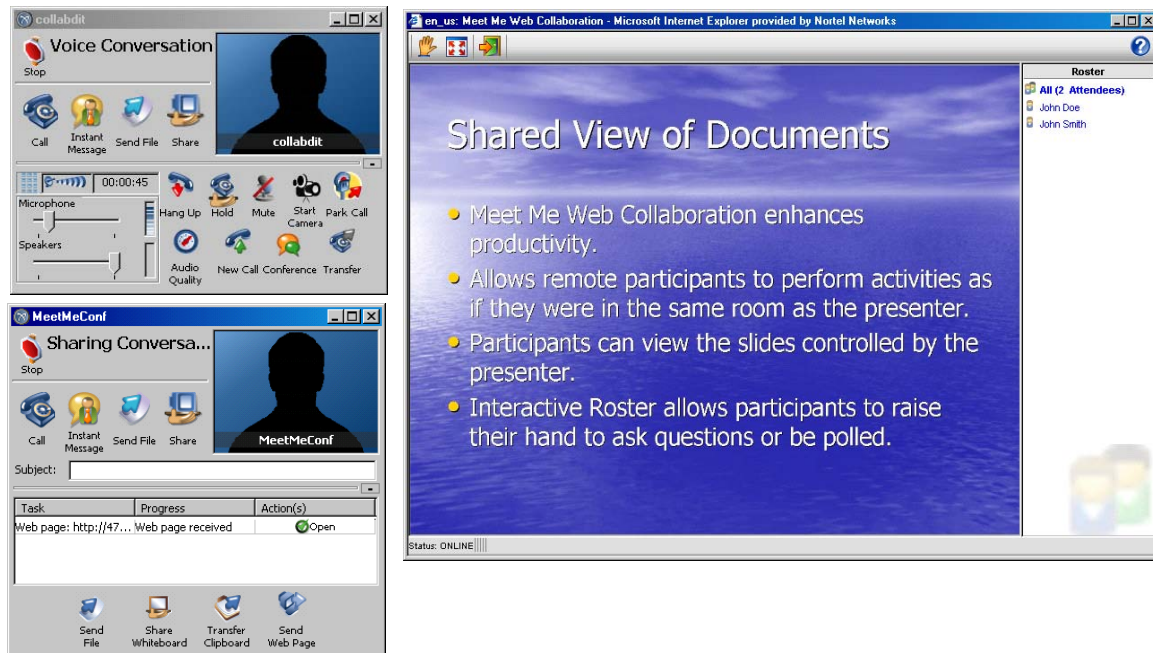 collabdit
Voice Conversation
Stop
Call
Instant
Message
Send File
Share
collabdit
00:00:45
Microphone
Speakers
Hang Up
Hold
Mute
Start
Camera
Park Call
Audio
Quality
New Call
Conference
Transfer
MeetMeConf
Sharing Conversa...
Stop
Call
Instant
Message
Send File
Share
MeetMeConf
Subject:
Task Progress Action(s)
Web page: http://47... Web page received Open
Send
File
Share
Whiteboard
Transfer
Clipboard
Send
Web Page
en_us: Meet Me Web Collaboration - Microsoft Internet Explorer provided by Nortel Networks
Shared View of Documents
• Meet Me Web Collaboration enhances
productivity.
• Allows remote participants to perform activities as
if they were in the same room as the presenter.
• Participants can view the slides controlled by the
presenter.
• Interactive Roster allows participants to raise
their hand to ask questions or be polled.
Roster
All (2 Attendees)
John Doe
John Smith
Status: ONLINE